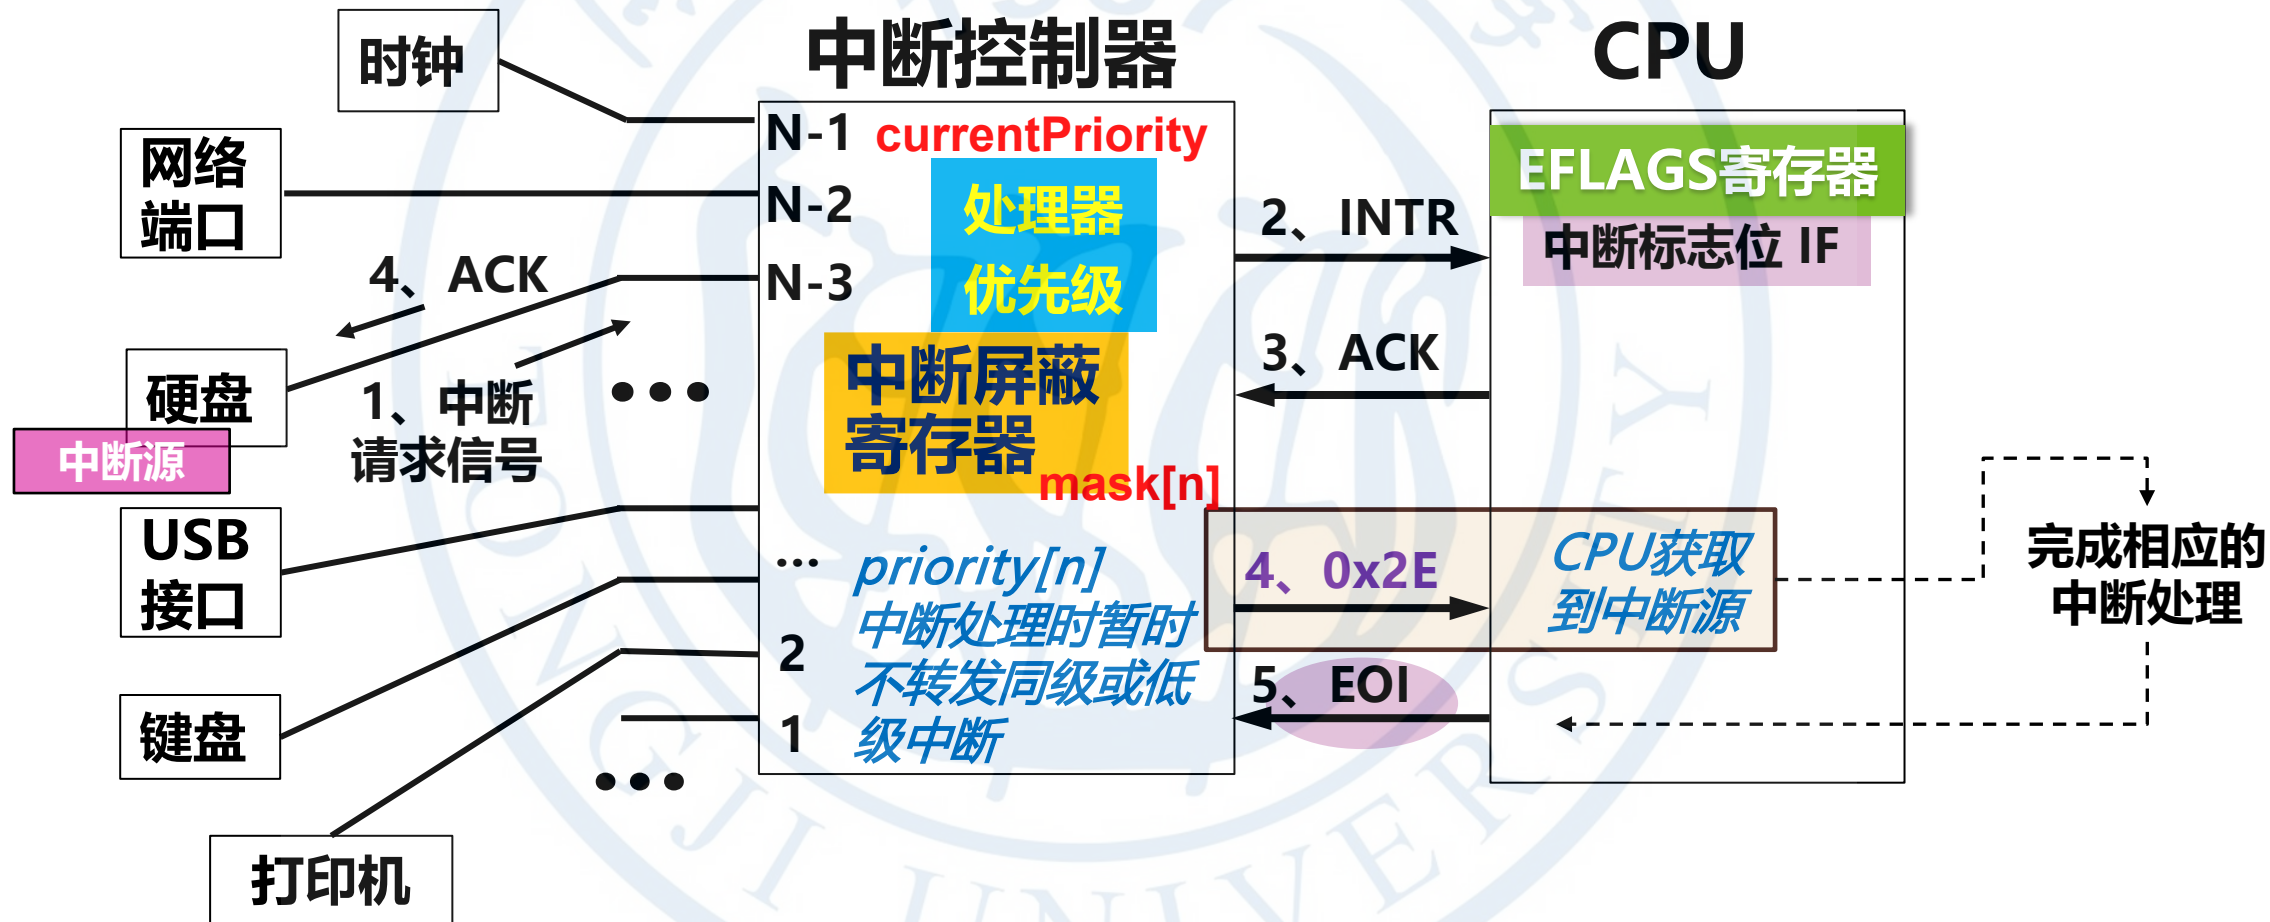 中断控制器
CPU
时钟
网络
端口
4、ACK
硬盘
中断源
1、中断
请求信号
USB
接口
键盘
打印机
N-1
currentPriority
N-2
N-3
处理器
优先级
中断屏蔽
寄存器
mask[n]
...
priority[n]
中断处理时暂时
不转发同级或低
级中断
2
1
2、INTR
3、ACK
4、0x2E
5、EOI
EFLAGS寄存器
中断标志位 IF
CPU获取
到中断源
完成相应的
中断处理
NGJI UNIVERSITY